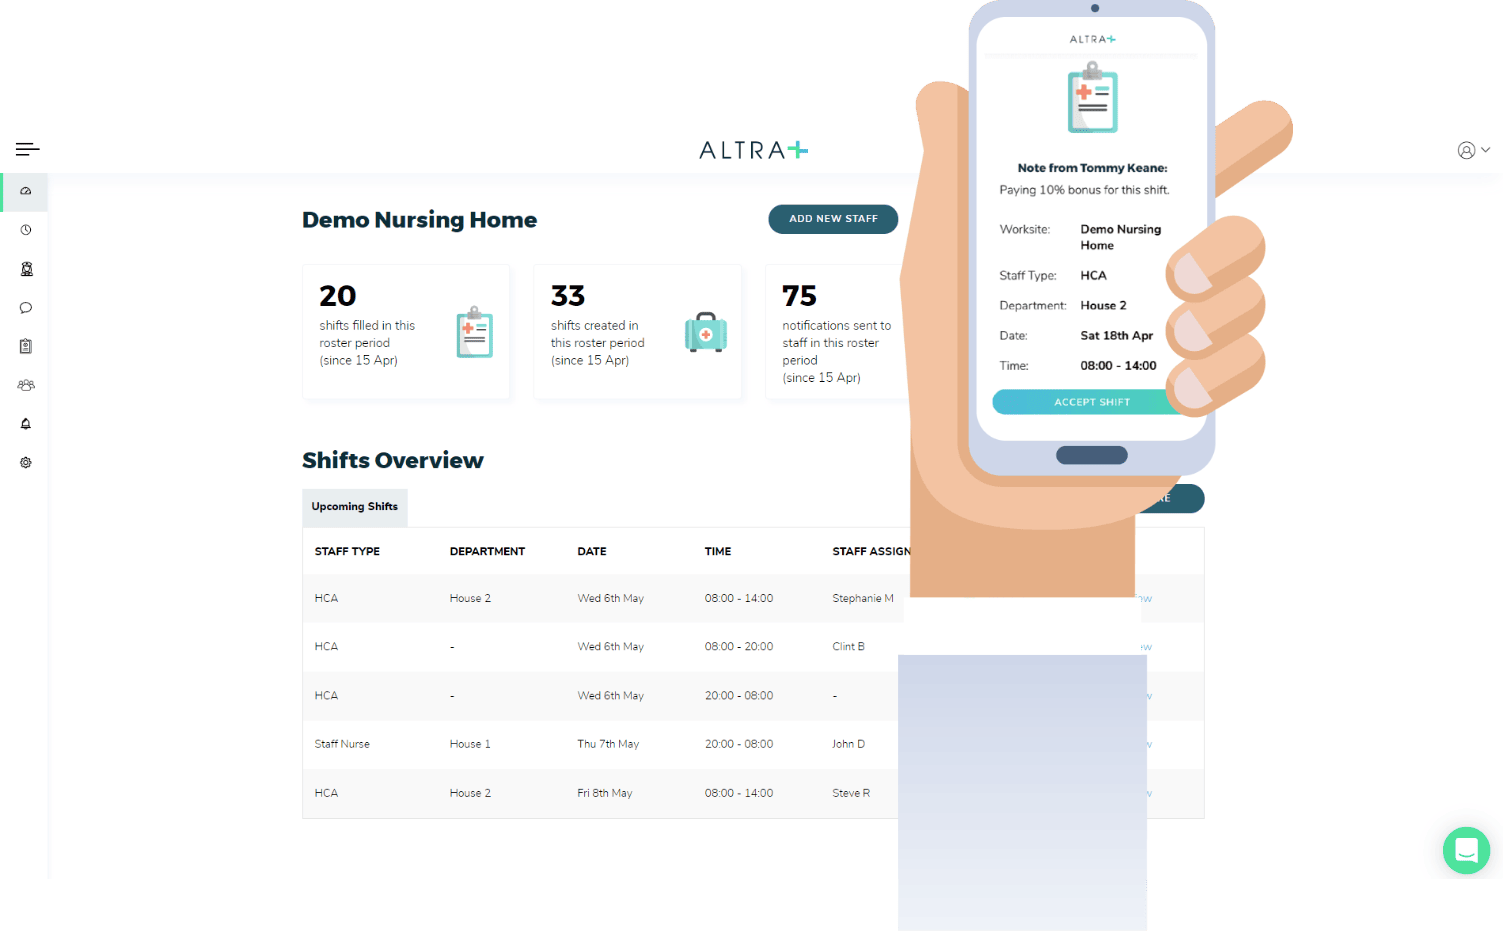 ALTRA+
Note from Tommy Keane:
Paying 10% bonus for this shift.
Worksite: Demo Nursing
Home
Staff Type: HCA
Department: House 2
Date: Sat 18th Apr
Time: 08:00 - 14:00
ACCEPT SHIFT
ALTRA+
Demo Nursing Home
ADD NEW STAFF
20
shifts filled in this
roster period
(since 15 Apr)
33
shifts created in
this roster period
(since 15 Apr)
75
notifications sent to
staff in this roster
period
(since 15 Apr)
Shifts Overview
Upcoming Shifts
STAFF TYPE DEPARTMENT DATE TIME STAFF ASSIGN
HCA House 2 Wed 6th May 08:00 - 14:00 Stephanie M
HCA - Wed 6th May 08:00 - 20:00 Clint B
HCA - Wed 6th May 20:00 - 08:00 -
Staff Nurse House 1 Thu 7th May 20:00 - 08:00 John D
HCA House 2 Fri 8th May 08:00 - 14:00 Steve R